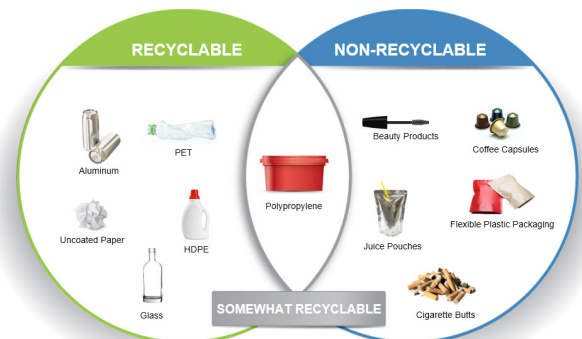 RECYCLABLE
NON-RECYCLABLE
Aluminum
PET
Beauty Products
Coffee Capsules
Polypropylene
Uncoated Paper
HDPE
Juice Pouches
Flexible Plastic Packaging
Glass
SOMEWHAT RECYCLABLE
Cigarette Butts